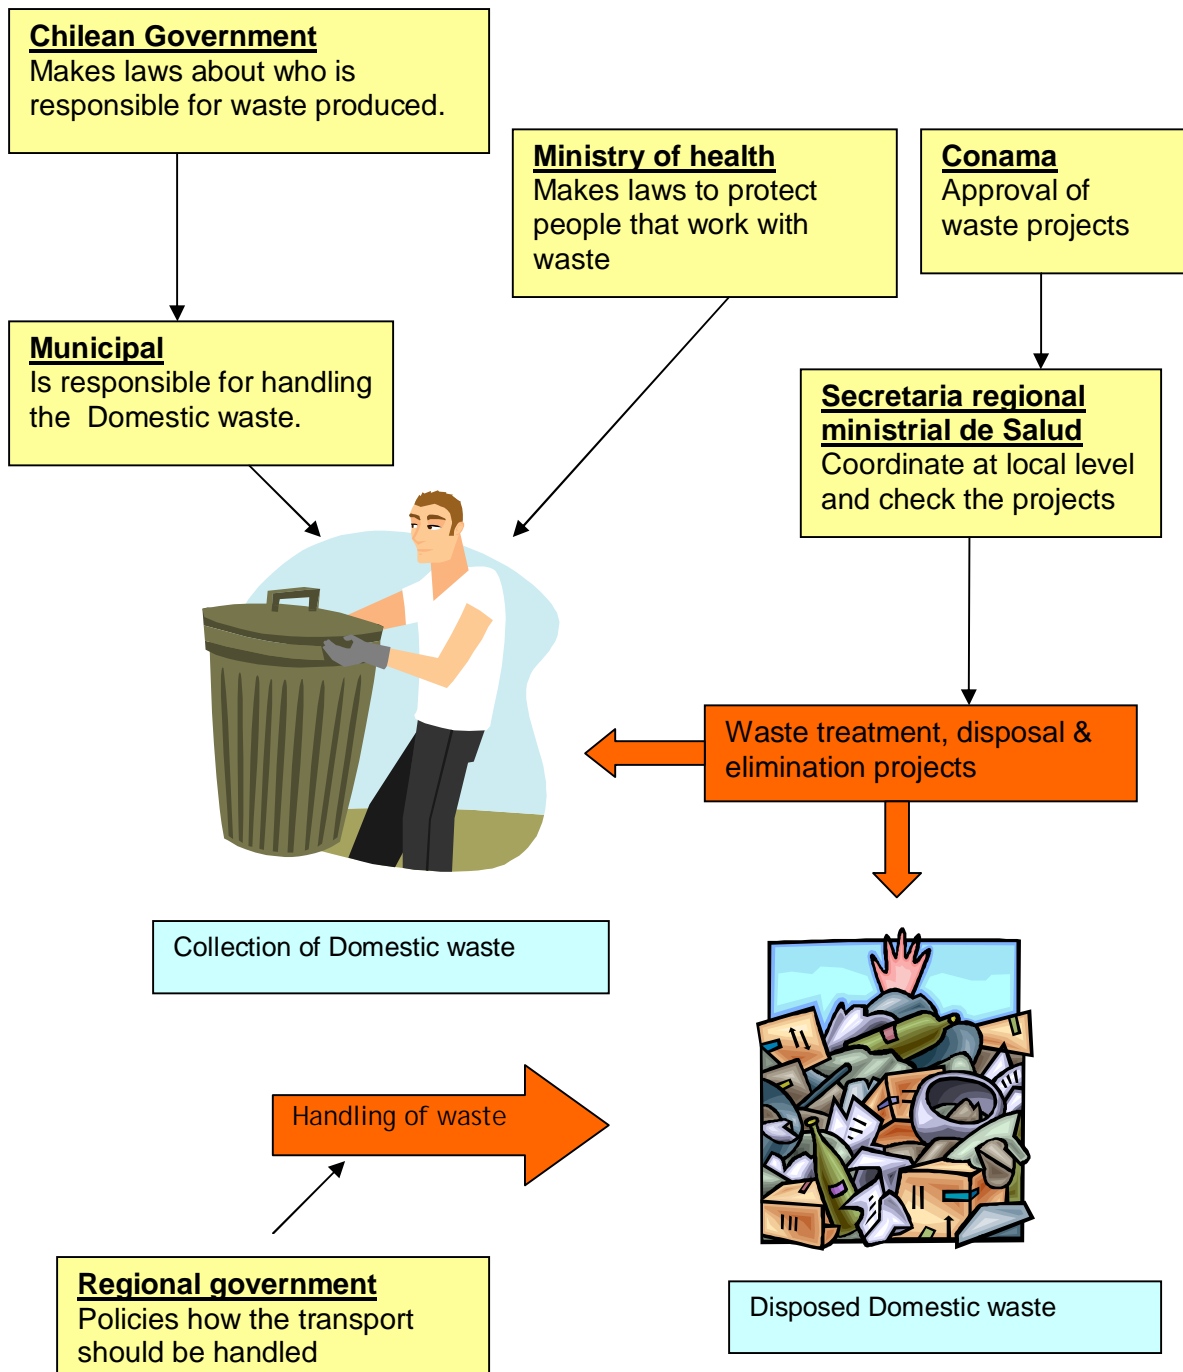 Chilean Government
Makes laws about who is
responsible for waste produced.
Ministry of health
Makes laws to protect
people that work with
waste
Conama
Approval of
waste projects
Municipal
Is responsible for handling
the Domestic waste.
Secretaria regional
ministrial de Salud
Coordinate at local level
and check the projects
Waste treatment, disposal &
elimination projects
Collection of Domestic waste
Handling of waste
Regional government
Policies how the transport
should be handled
Disposed Domestic waste